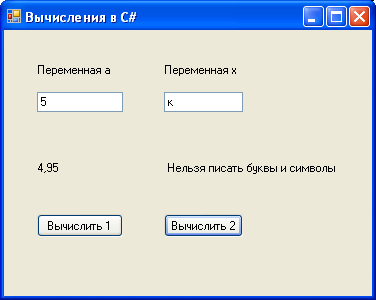 Вычисления в C#
Переменная а Переменная х
5 к
4,95 Нельзя писать буквы и символы
Вычислить 1 Вычислить 2